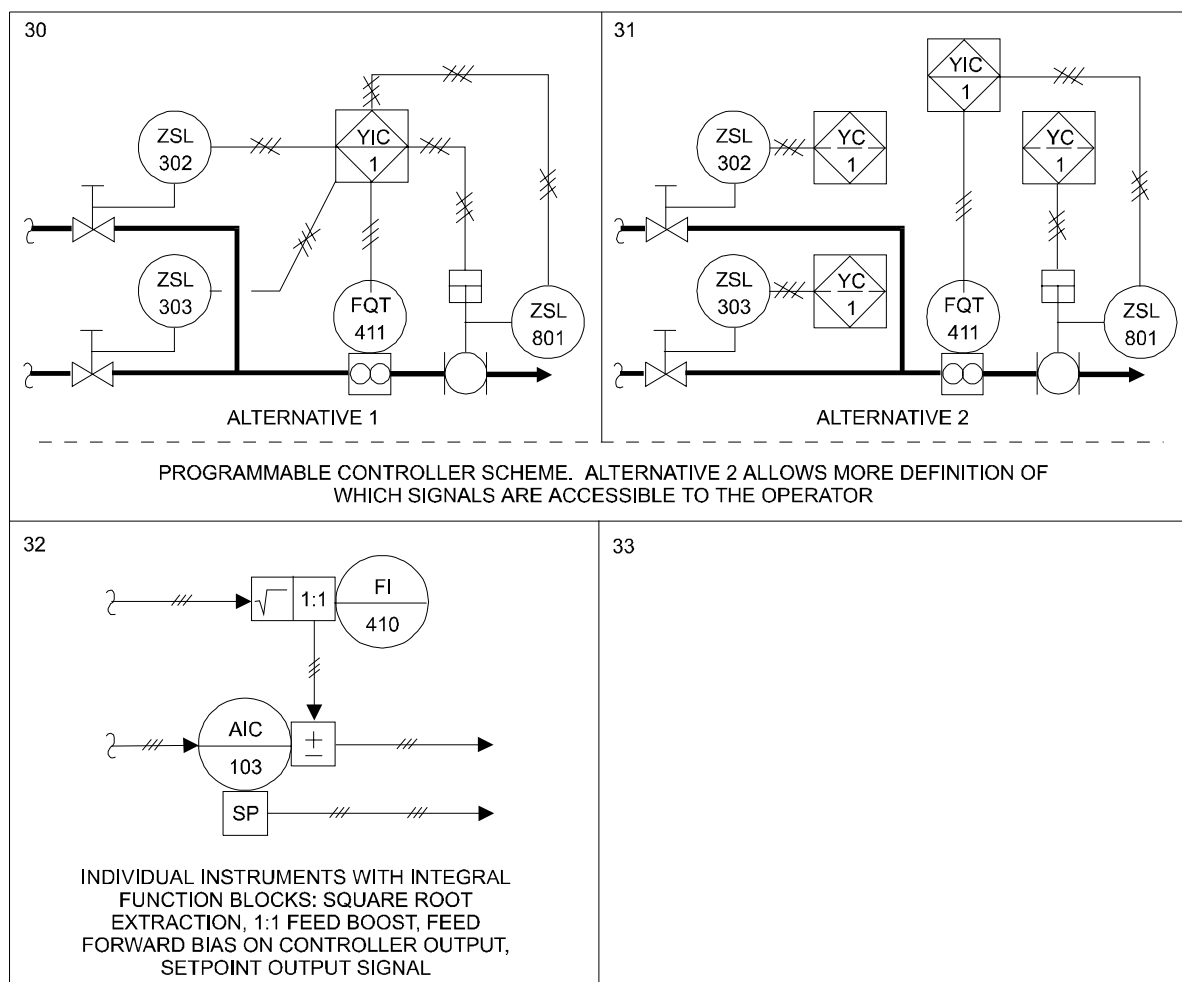 30
YIC
1
ZSL
302
ZSL
303
FQT
411
ZSL
801
ALTERNATIVE 1
31
YIC
1
ZSL
302
YC
1
YC
1
ZSL
303
YC
1
FQT
411
ZSL
801
ALTERNATIVE 2
PROGRAMMABLE CONTROLLER SCHEME. ALTERNATIVE 2 ALLOWS MORE DEFINITION OF
WHICH SIGNALS ARE ACCESSIBLE TO THE OPERATOR
32
√
1:1
FI
410
AIC
103
±
SP
INDIVIDUAL INSTRUMENTS WITH INTEGRAL
FUNCTION BLOCKS: SQUARE ROOT
EXTRACTION, 1:1 FEED BOOST, FEED
FORWARD BIAS ON CONTROLLER OUTPUT,
SETPOINT OUTPUT SIGNAL
33